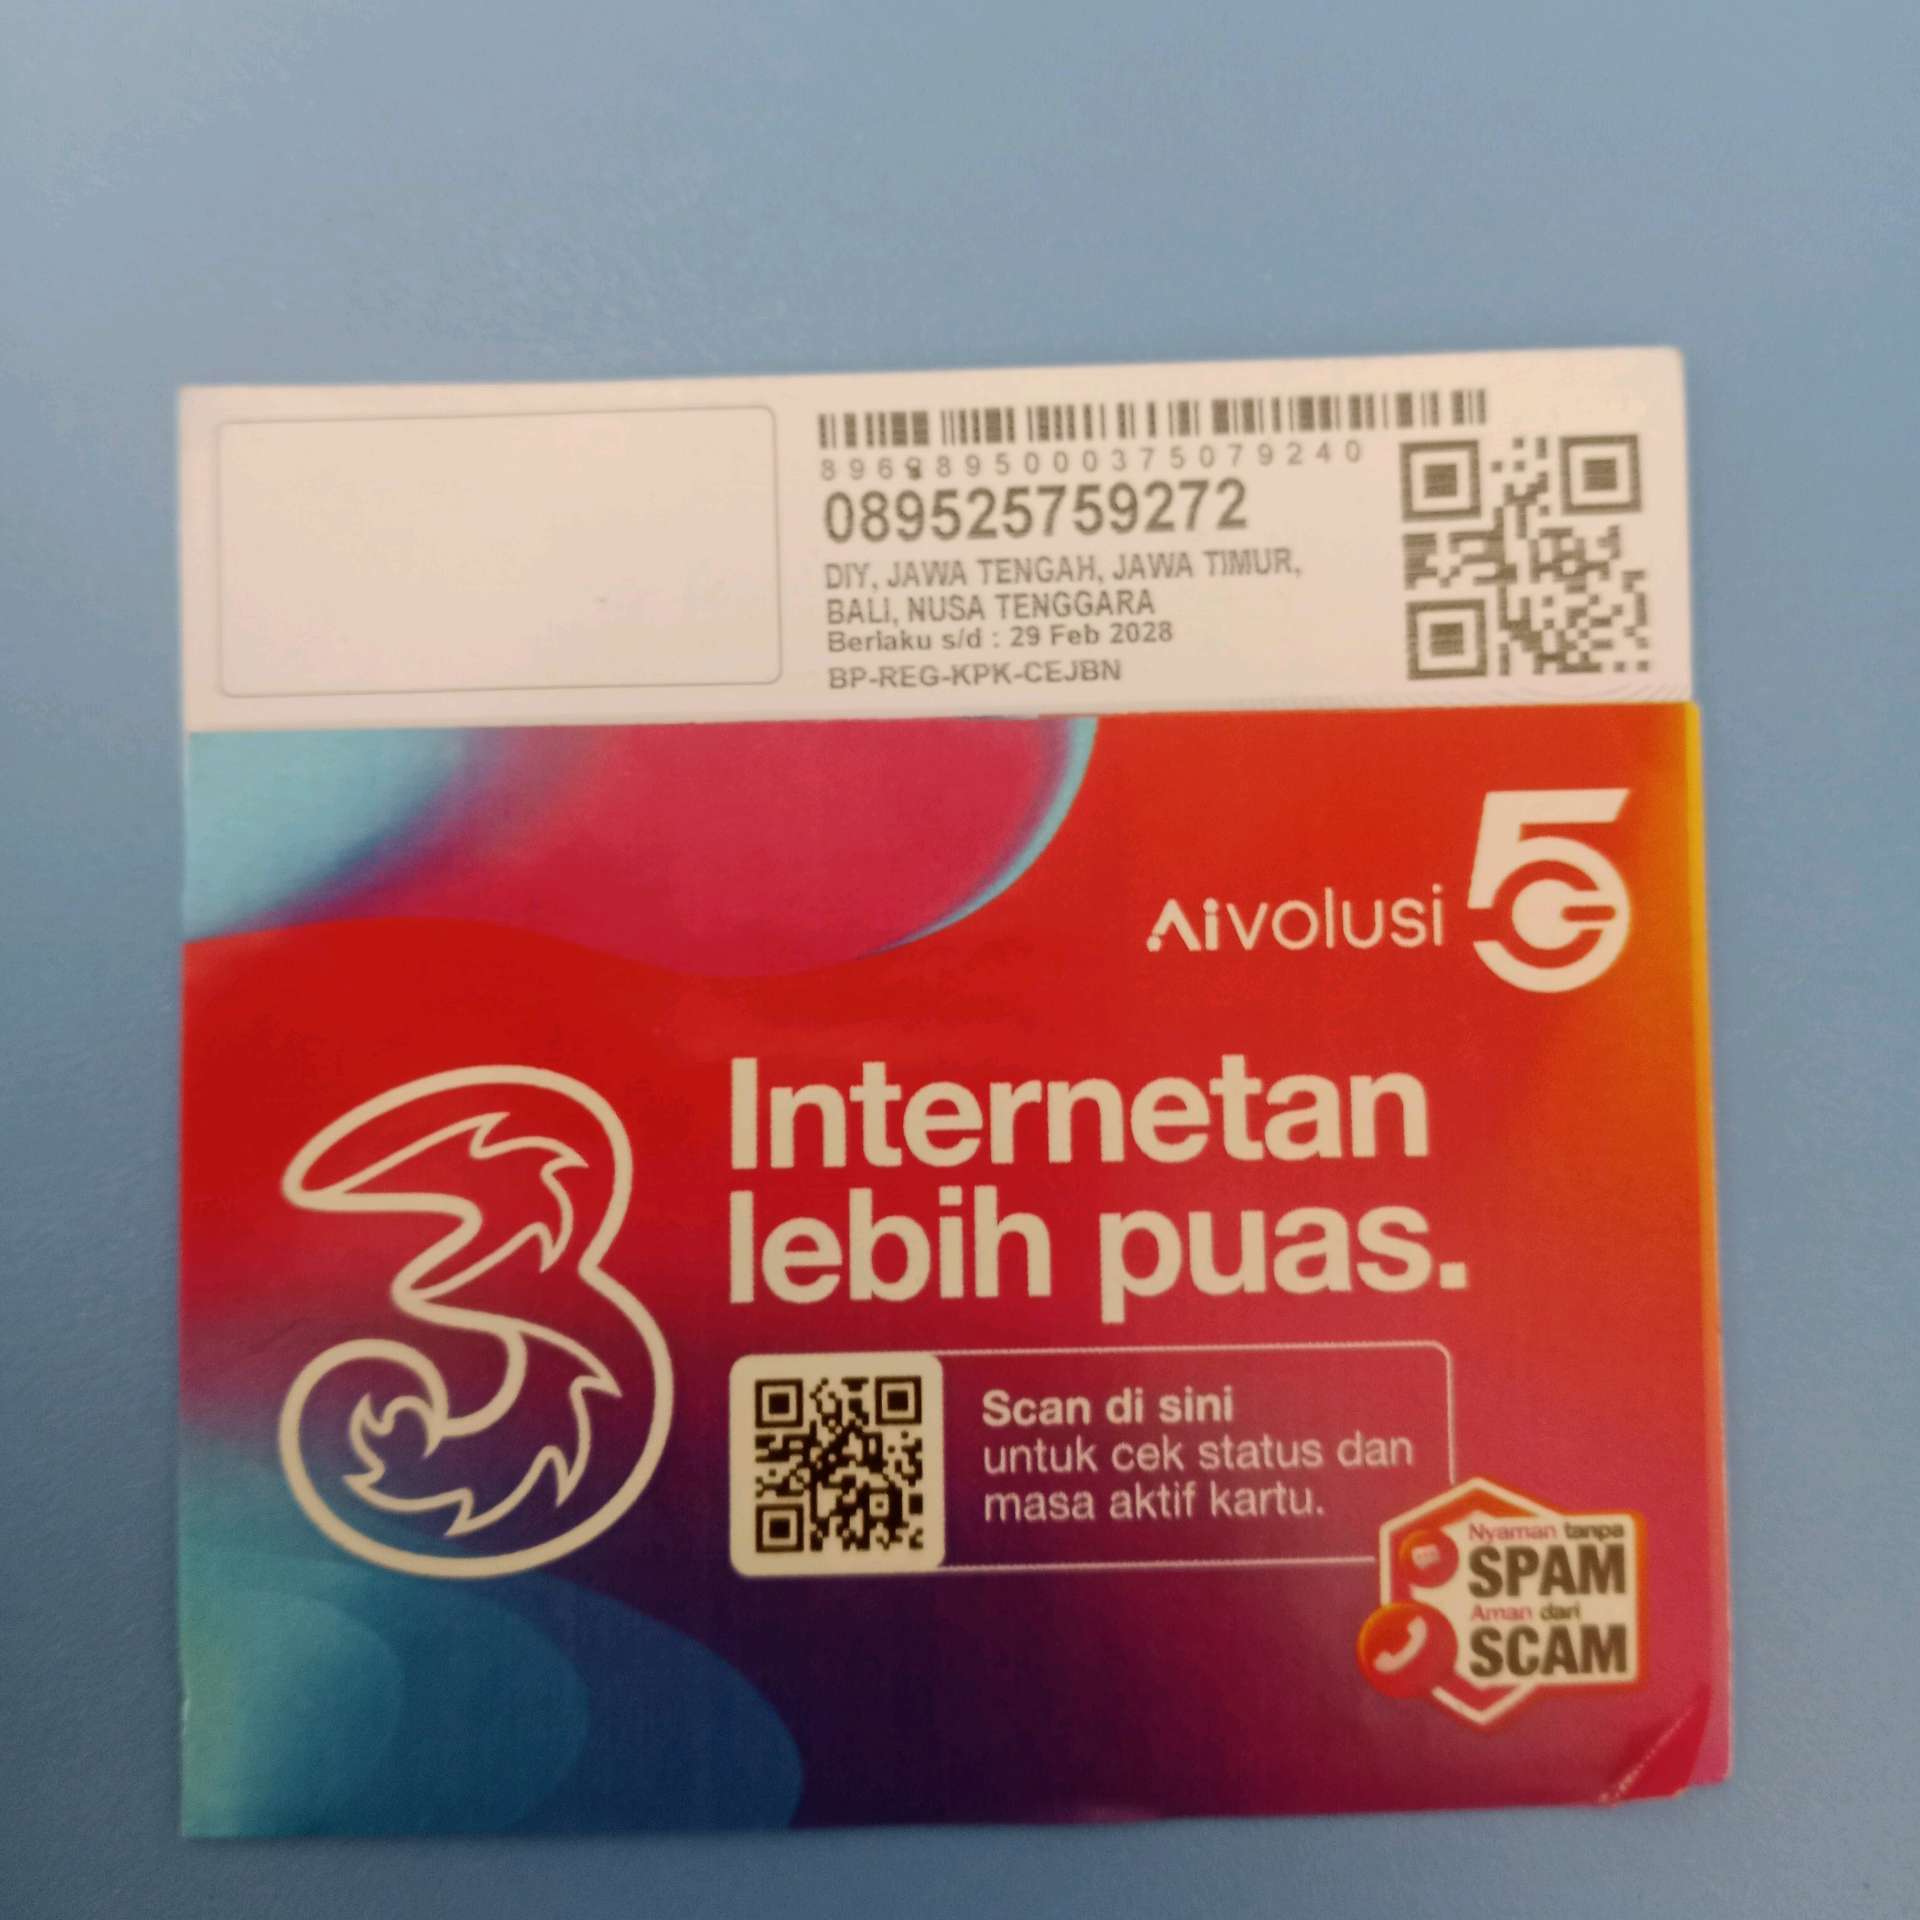 8968895000375079240
089525759272
DIY, JAWA TENGAH, JAWA TIMUR,
BALI, NUSA TENGGARA
Berlaku s/d : 29 Feb 2028
BP-REG-KPK-CEJBN
Aivolusi 5G
3
Internetan
lebih puas.
Scan di sini
untuk cek status dan
masa aktif kartu.
Nyaman tanpa
SPAM
Aman dari
SCAM